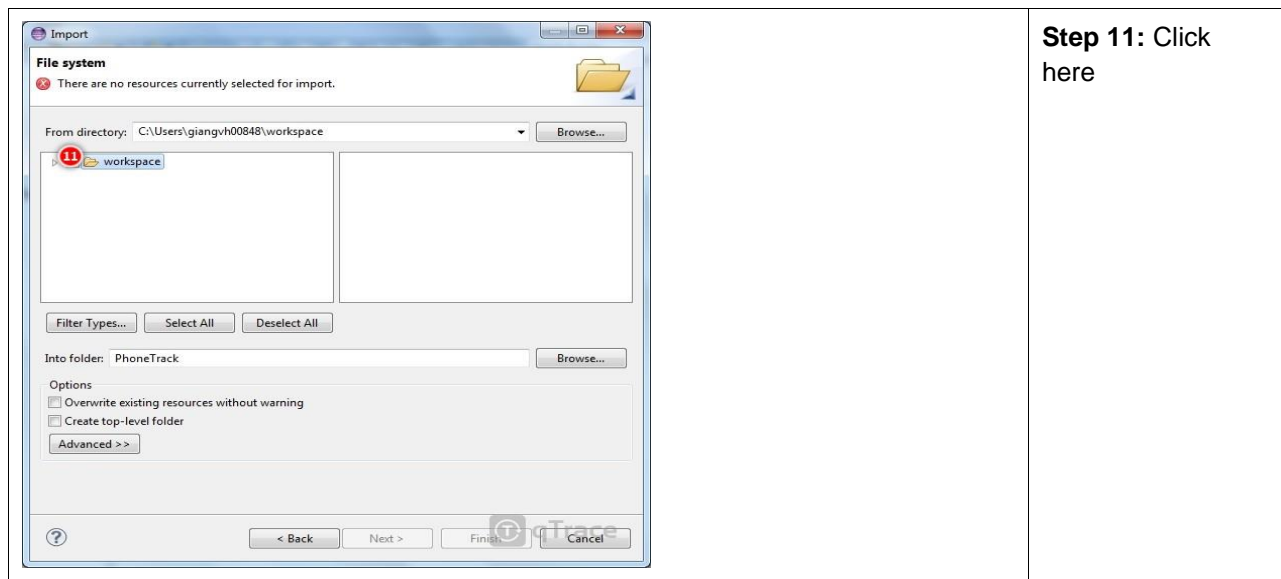 Import
File system
There are no resources currently selected for import.
From directory: C:\Users\giangvh00848\workspace Browse...
11 workspace
Filter Types... Select All Deselect All
Into folder: PhoneTrack Browse...
Options
Overwrite existing resources without warning
Create top-level folder
Advanced >>
? < Back Next > Finish Cancel
qTrace
Step 11: Click
here